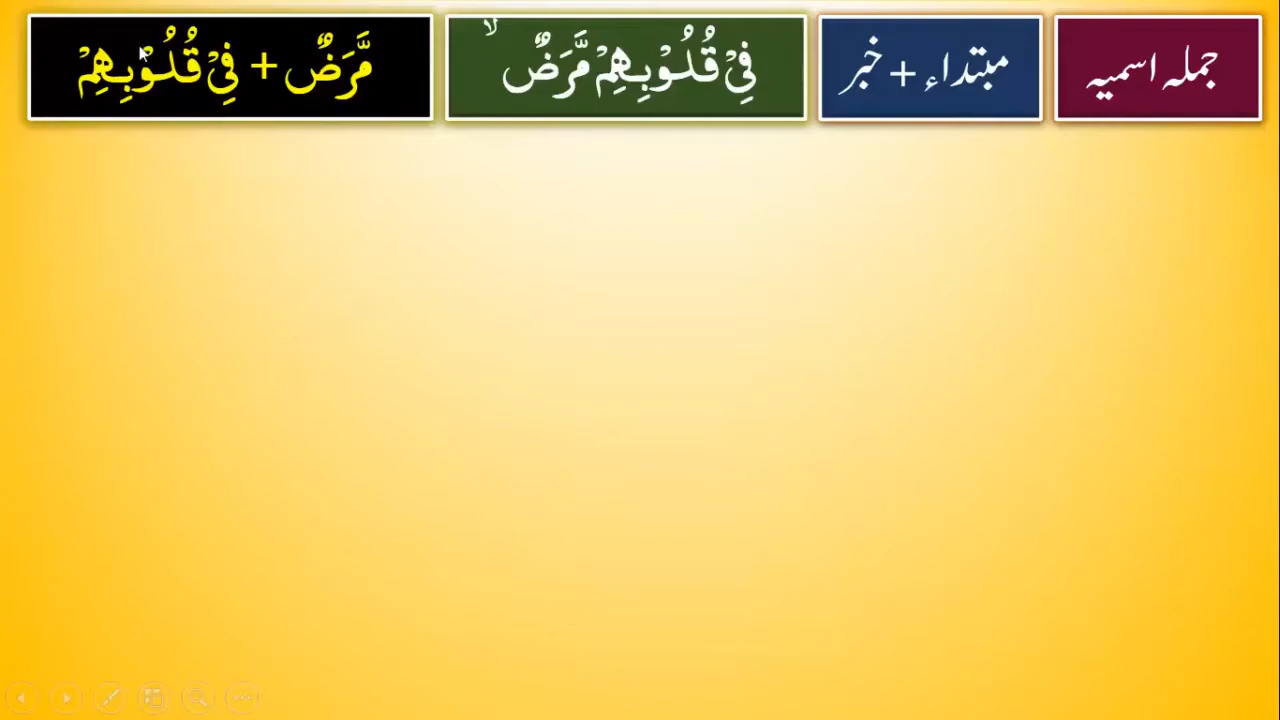 جملہ اسمیہ
مبتداء + خبر
فِیْ قُلُوْبِهِمْ مَّرَضٌ ۙ
مَّرَضٌ + فِیْ قُلُوْبِهِمْ